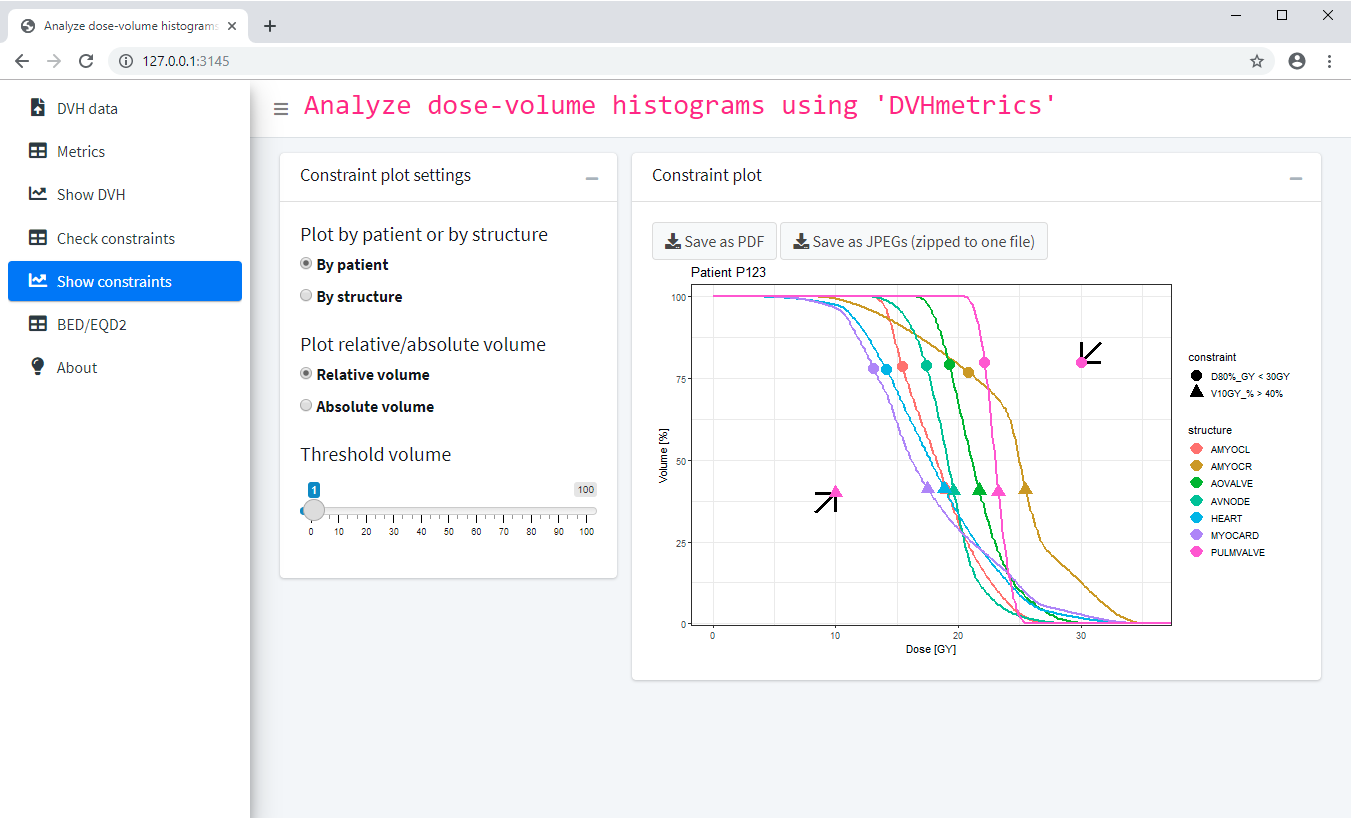 Analyze dose-volume histograms
127.0.0.1:3145
DVH data
Metrics
Show DVH
Check constraints
Show constraints
BED/EQD2
About
Analyze dose-volume histograms using 'DVHmetrics'
Constraint plot settings
Plot by patient or by structure
By patient
By structure
Plot relative/absolute volume
Relative volume
Absolute volume
Threshold volume
1 100
0 10 20 30 40 50 60 70 80 90 100
Constraint plot
Save as PDF Save as JPEGs (zipped to one file)
Patient P123
100
75
50
25
0
Volume [%]
0 10 20 30
Dose [GY]
constraint
D80%_GY < 30GY
V10GY_% > 40%
structure
AMYOCL
AMYOCR
AOVALVE
AVNODE
HEART
MYOCARD
PULMVALVE